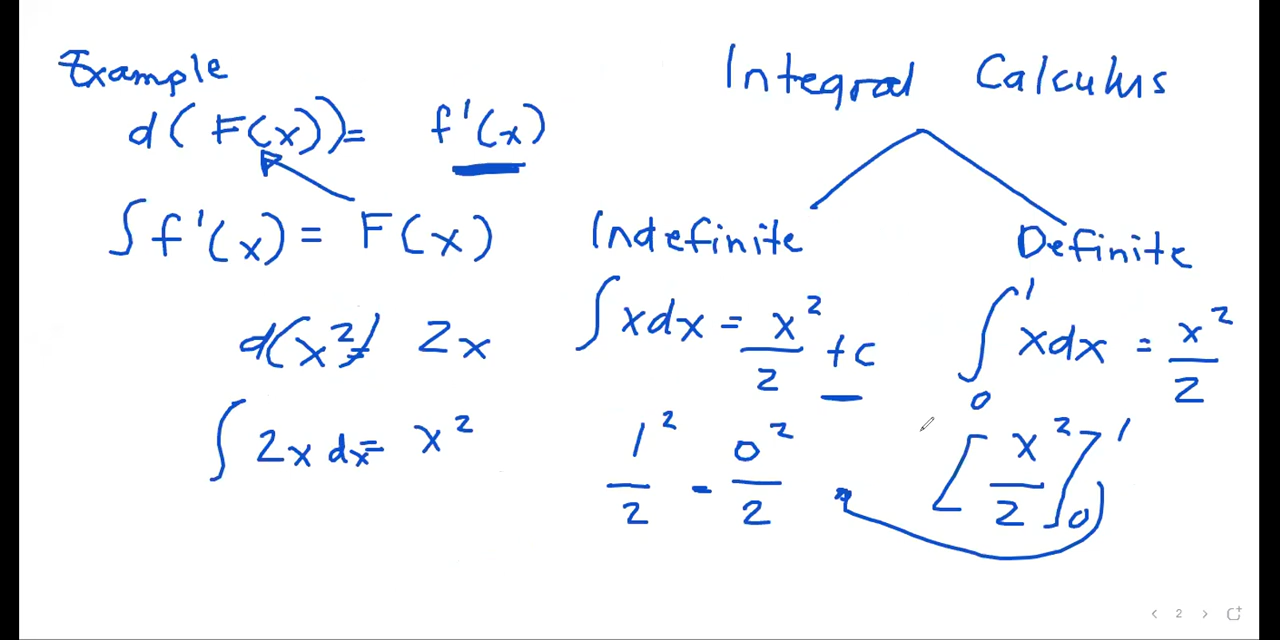 Example
d(F(x)) = f'(x)
∫f'(x) = F(x)
d(x²) = 2x
∫2x dx = x²
Integral Calculus
Indefinite
∫xdx = x²/2 + c
1²/2 - 0²/2
Definite
∫₀¹ xdx = x²/2
[x²/2]₀¹
2